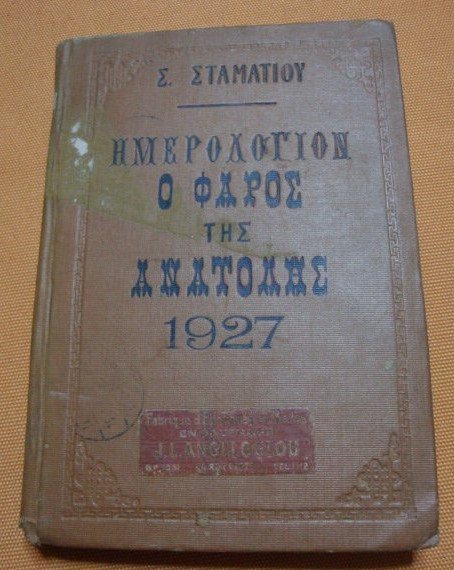 Σ. ΣΤΑΜΑΤΙΟΥ
ΗΜΕΡΟΛΟΓΙΟΝ
Ο ΦΑΡΟΣ
ΤΗΣ
ΑΝΑΤΟΛΗΣ
1927